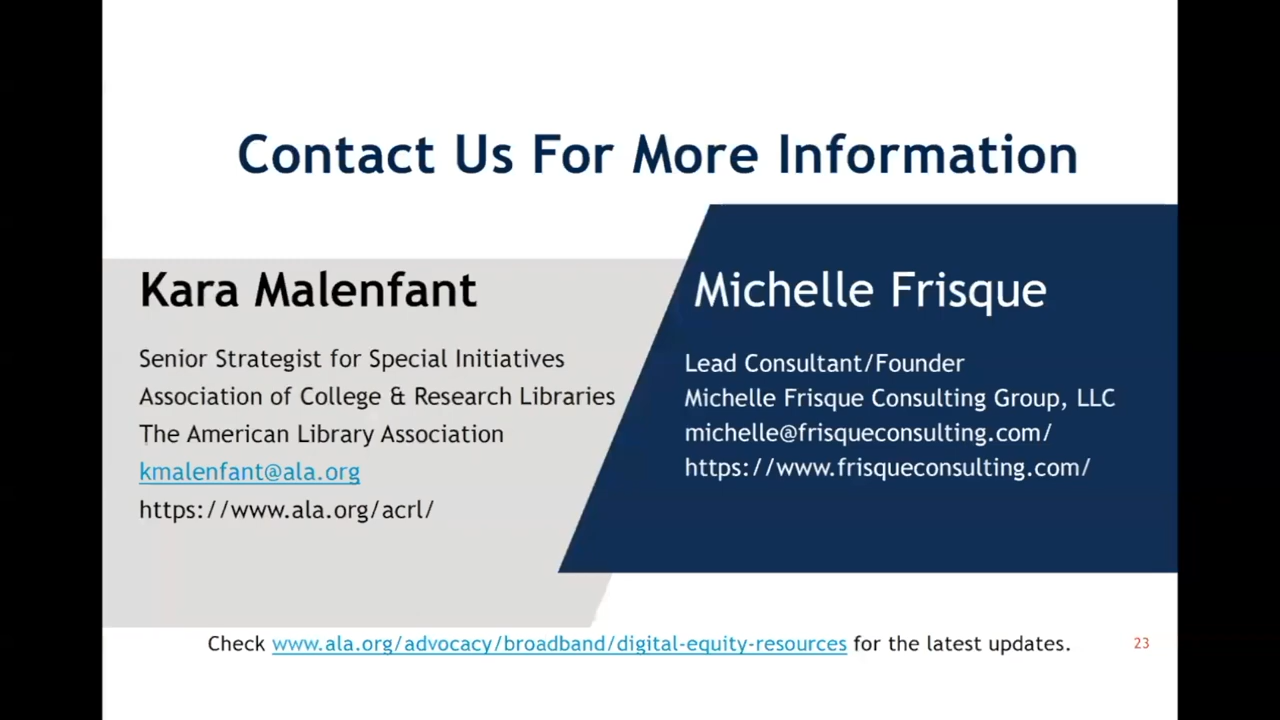 Contact Us For More Information
Kara Malenfant
Senior Strategist for Special Initiatives
Association of College & Research Libraries
The American Library Association
kmalenfant@ala.org
https://www.ala.org/acrl/
Michelle Frisque
Lead Consultant/Founder
Michelle Frisque Consulting Group, LLC
michelle@frisqueconsulting.com/
https://www.frisqueconsulting.com/
Check www.ala.org/advocacy/broadband/digital-equity-resources for the latest updates.
23